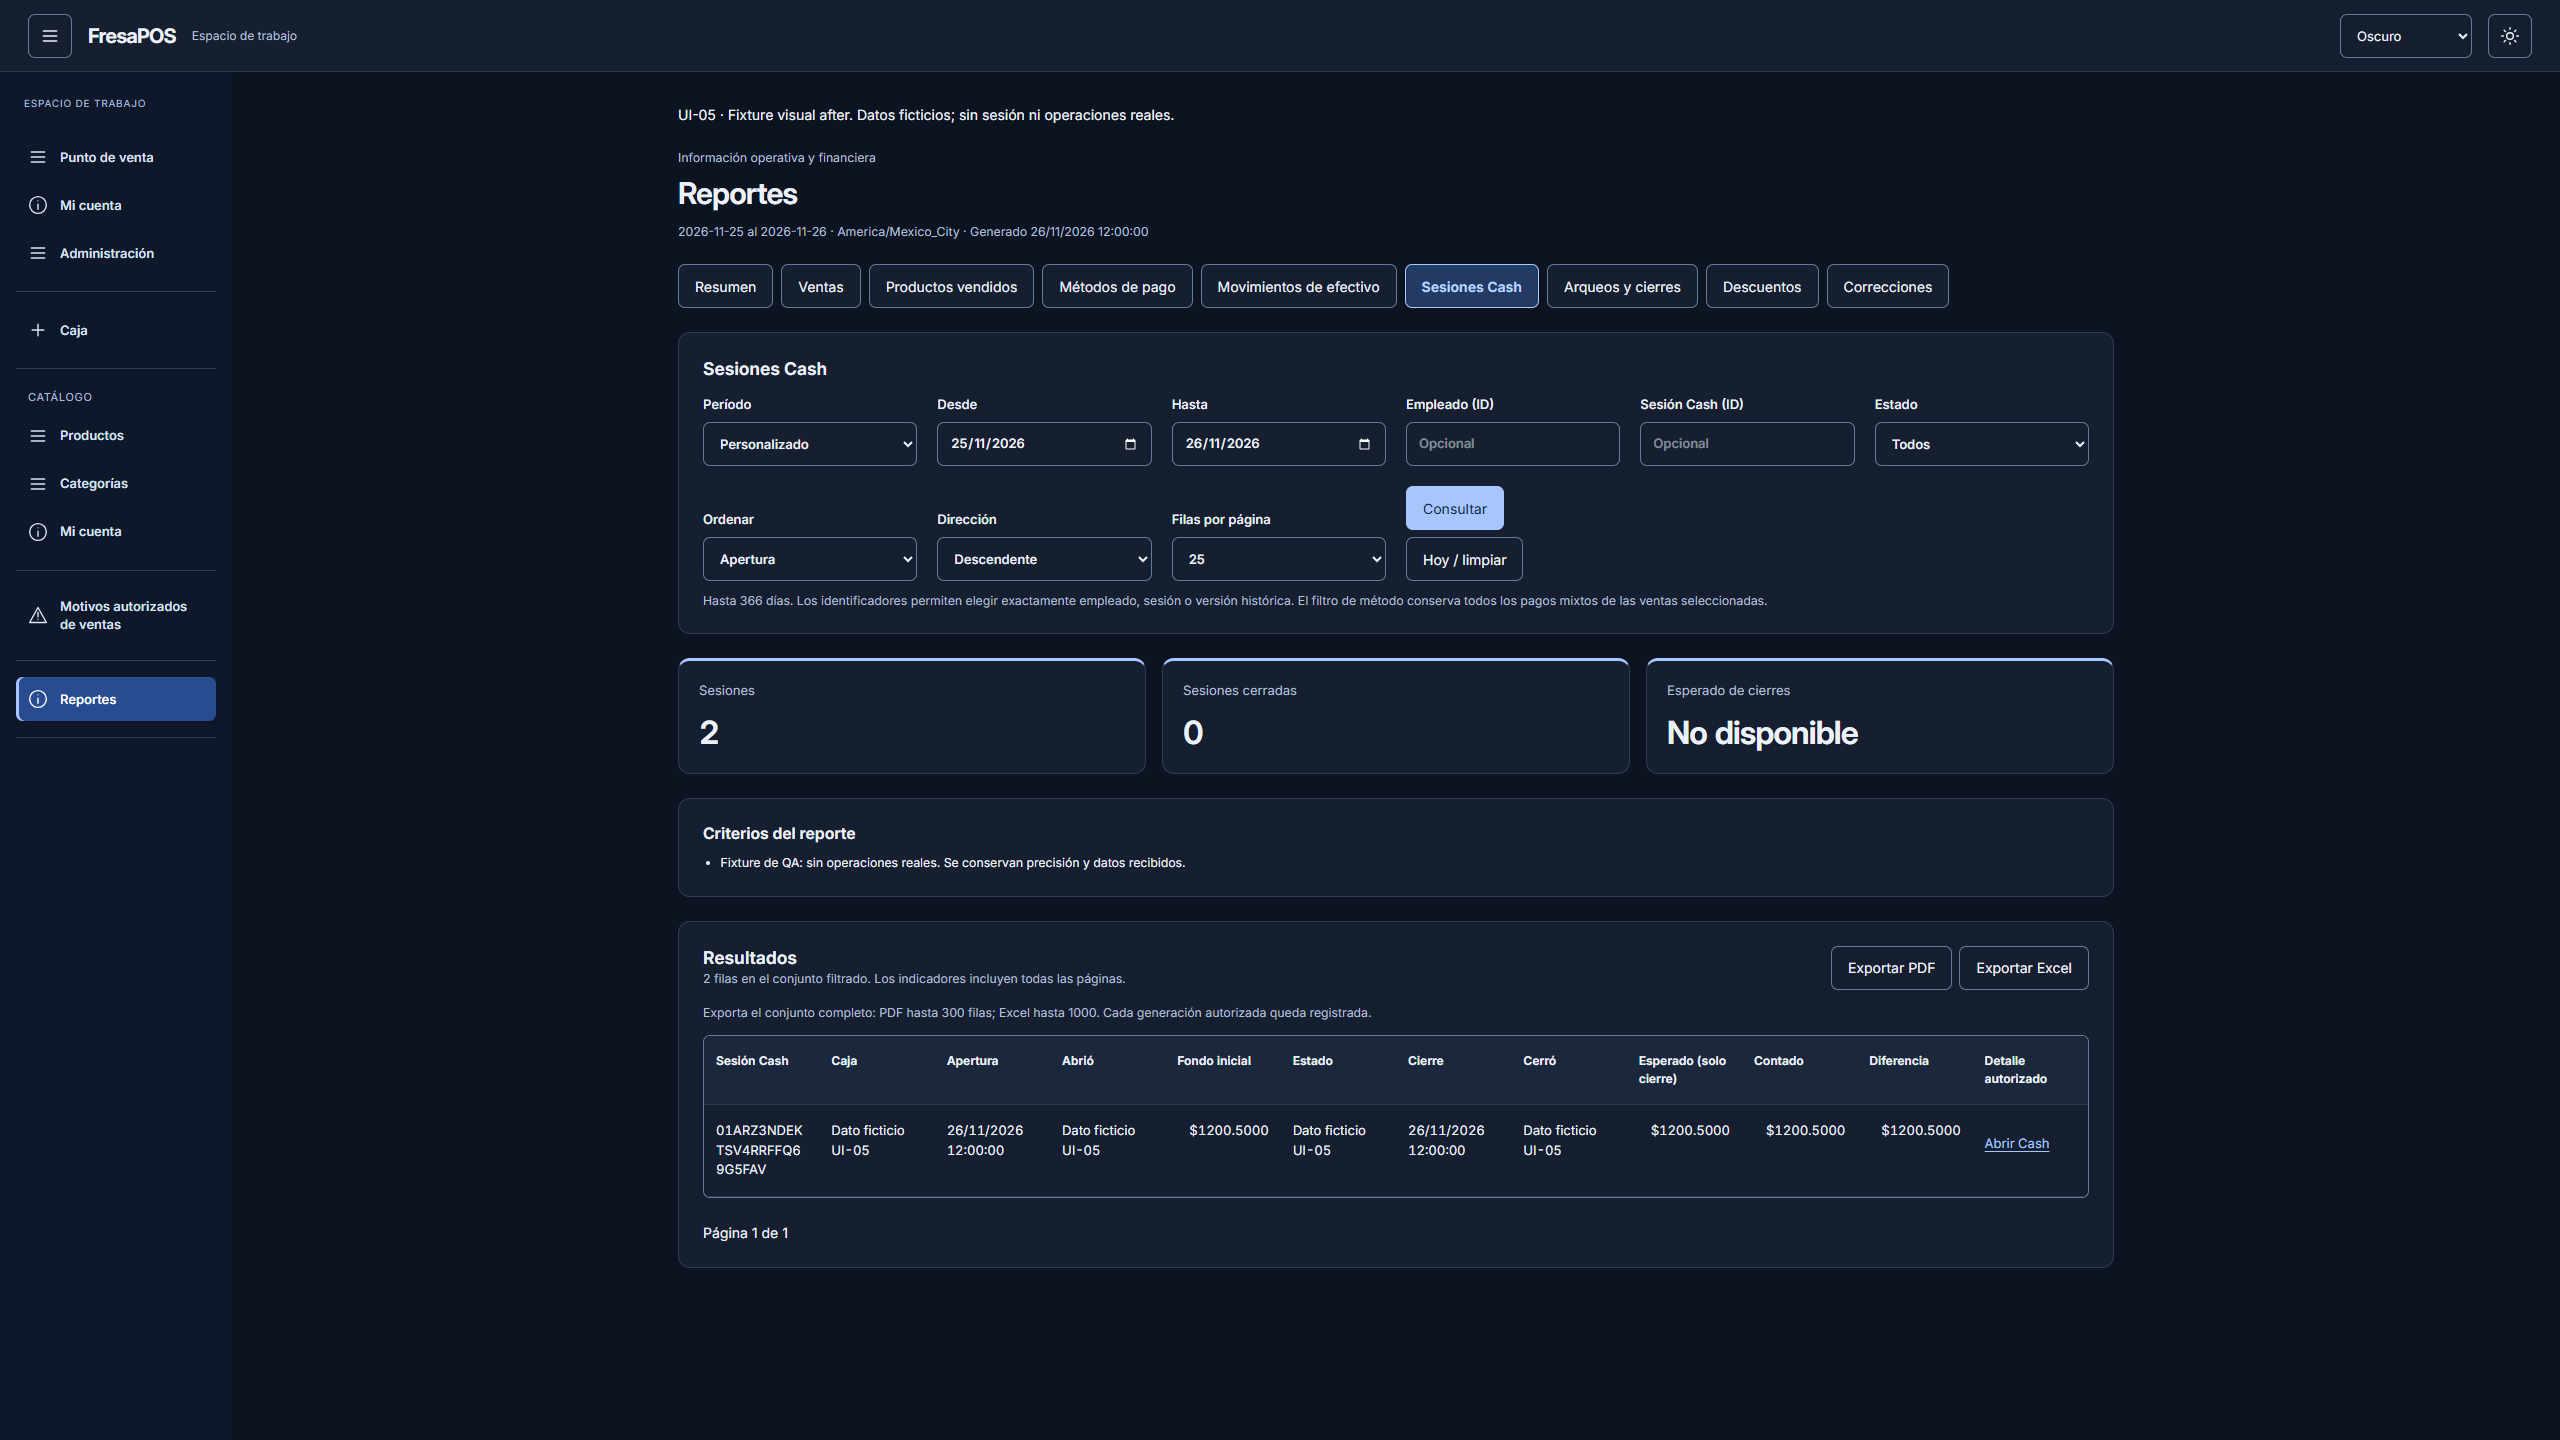 FresaPOS
Espacio de trabajo
Oscuro
ESPACIO DE TRABAJO
Punto de venta
Mi cuenta
Administración
Caja
CATÁLOGO
Productos
Categorías
Mi cuenta
Motivos autorizados
de ventas
Reportes
UI-05 · Fixture visual after. Datos ficticios; sin sesión ni operaciones reales.
Información operativa y financiera
Reportes
2026-11-25 al 2026-11-26 · America/Mexico_City · Generado 26/11/2026 12:00:00
Resumen
Ventas
Productos vendidos
Métodos de pago
Movimientos de efectivo
Sesiones Cash
Arqueos y cierres
Descuentos
Correcciones
Sesiones Cash
Período
Desde
Hasta
Empleado (ID)
Sesión Cash (ID)
Estado
Personalizado
25/11/2026
26/11/2026
Opcional
Opcional
Todos
Ordenar
Dirección
Filas por página
Consultar
Apertura
Descendente
25
Hoy / limpiar
Hasta 366 días. Los identificadores permiten elegir exactamente empleado, sesión o versión histórica. El filtro de método conserva todos los pagos mixtos de las ventas seleccionadas.
Sesiones
2
Sesiones cerradas
0
Esperado de cierres
No disponible
Criterios del reporte
• Fixture de QA: sin operaciones reales. Se conservan precisión y datos recibidos.
Resultados
2 filas en el conjunto filtrado. Los indicadores incluyen todas las páginas.
Exportar PDF
Exportar Excel
Exporta el conjunto completo: PDF hasta 300 filas; Excel hasta 1000. Cada generación autorizada queda registrada.
Sesión Cash
Caja
Apertura
Abrió
Fondo inicial
Estado
Cierre
Cerró
Esperado (solo
cierre)
Contado
Diferencia
Detalle
autorizado
01ARZ3NDEK
TSV4RRFFQ6
9G5FAV
Dato ficticio
UI-05
26/11/2026
12:00:00
Dato ficticio
UI-05
$1200.5000
Dato ficticio
UI-05
26/11/2026
12:00:00
Dato ficticio
UI-05
$1200.5000
$1200.5000
$1200.5000
Abrir Cash
Página 1 de 1